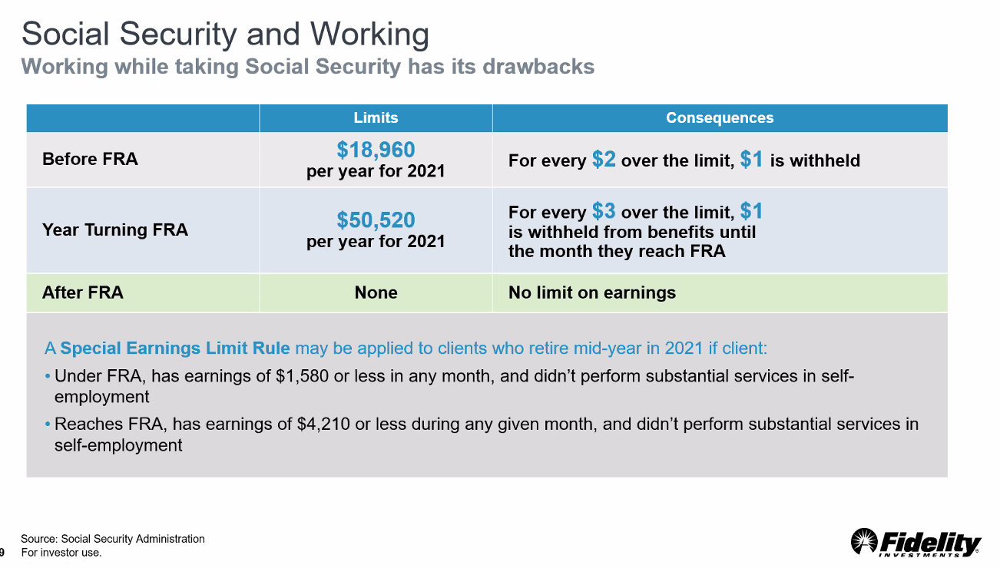 Social Security and Working
Working while taking Social Security has its drawbacks
Limits
Consequences
Before FRA
$18,960
per year for 2021
For every $2 over the limit, $1 is withheld
Year Turning FRA
$50,520
per year for 2021
For every $3 over the limit, $1
is withheld from benefits until
the month they reach FRA
After FRA
None
No limit on earnings
A Special Earnings Limit Rule may be applied to clients who retire mid-year in 2021 if client:
• Under FRA, has earnings of $1,580 or less in any month, and didn’t perform substantial services in self-
employment
• Reaches FRA, has earnings of $4,210 or less during any given month, and didn’t perform substantial services in
self-employment
Source: Social Security Administration
9 For investor use.
Fidelity
INVESTMENTS®